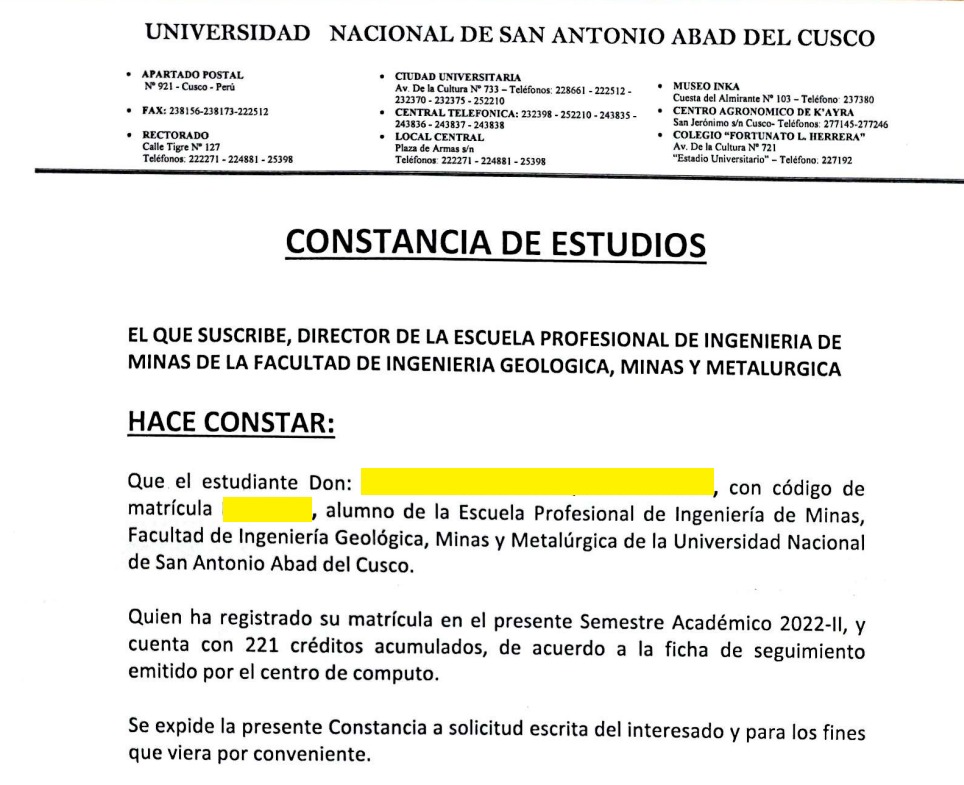 UNIVERSIDAD NACIONAL DE SAN ANTONIO ABAD DEL CUSCO
• APARTADO POSTAL
Nº 921 - Cusco - Perú
• FAX: 238156-238173-222512
• RECTORADO
Calle Tigre Nº 127
Teléfonos: 222271 - 224881 - 25398
• CIUDAD UNIVERSITARIA
Av. De la Cultura Nº 733 – Teléfonos: 228661 - 222512 -
232370 - 232375 - 252210
• CENTRAL TELEFONICA: 232398 - 252210 - 243835 -
243836 - 243837 - 243838
• LOCAL CENTRAL
Plaza de Armas s/n
Teléfonos: 222271 - 224881 - 25398
• MUSEO INKA
Cuesta del Almirante Nº 103 – Teléfono: 237380
• CENTRO AGRONOMICO DE K'AYRA
San Jerónimo s/n Cusco- Teléfonos: 277145-277246
• COLEGIO "FORTUNATO L. HERRERA"
Av. De la Cultura Nº 721
"Estadio Universitario" – Teléfono: 227192
CONSTANCIA DE ESTUDIOS
EL QUE SUSCRIBE, DIRECTOR DE LA ESCUELA PROFESIONAL DE INGENIERIA DE
MINAS DE LA FACULTAD DE INGENIERIA GEOLOGICA, MINAS Y METALURGICA
HACE CONSTAR:
Que el estudiante Don: , con código de
matrícula , alumno de la Escuela Profesional de Ingeniería de Minas,
Facultad de Ingeniería Geológica, Minas y Metalúrgica de la Universidad Nacional
de San Antonio Abad del Cusco.
Quien ha registrado su matrícula en el presente Semestre Académico 2022-II, y
cuenta con 221 créditos acumulados, de acuerdo a la ficha de seguimiento
emitido por el centro de computo.
Se expide la presente Constancia a solicitud escrita del interesado y para los fines
que viera por conveniente.